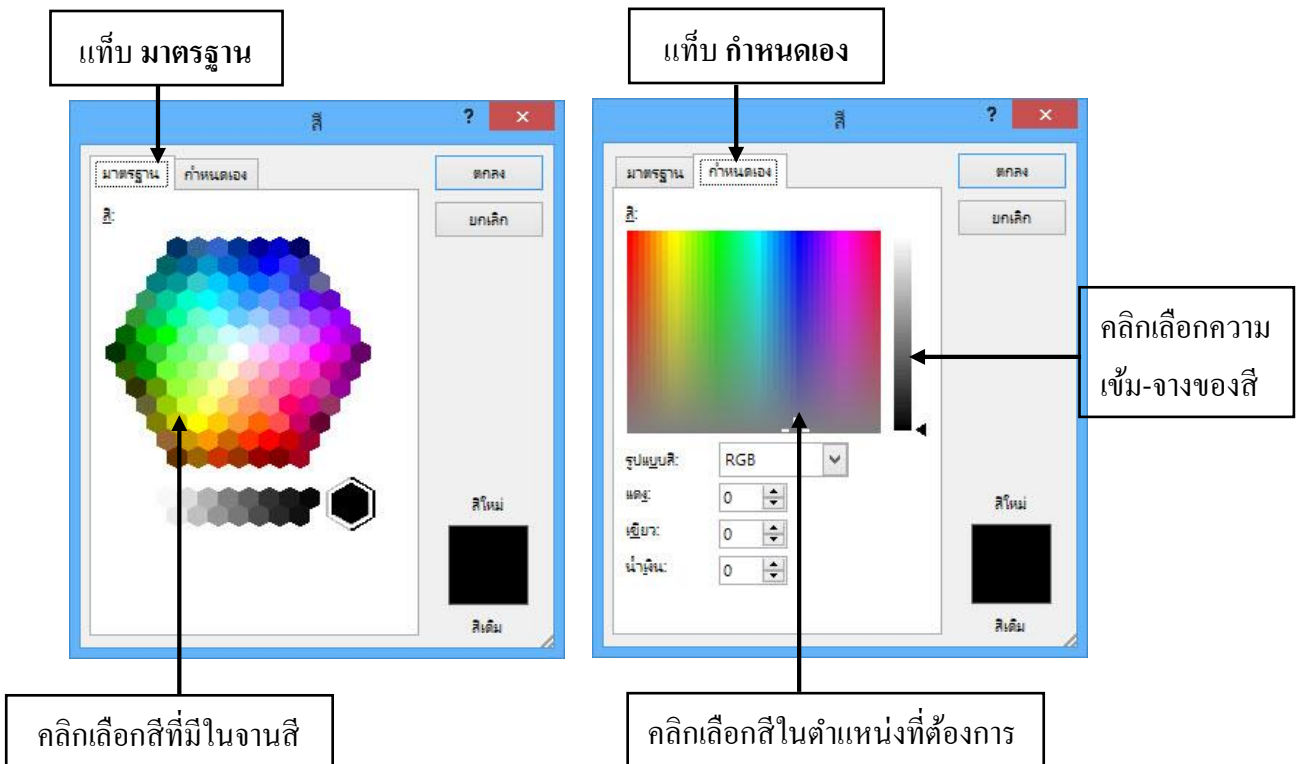 แท็บ มาตรฐาน
แท็บ กำหนดเอง
สี
?
×
มาตรฐาน
กำหนดเอง
ตกลง
สี:
ยกเลิก
สีใหม่
สีเดิม
สี
?
×
มาตรฐาน
กำหนดเอง
ตกลง
สี:
ยกเลิก
รูปแบบสี: RGB
แดง: 0
เขียว: 0
น้ำเงิน: 0
สีใหม่
สีเดิม
คลิกเลือกความ
เข้ม-จางของสี
คลิกเลือกสีที่มีในจานสี
คลิกเลือกสีในตำแหน่งที่ต้องการ